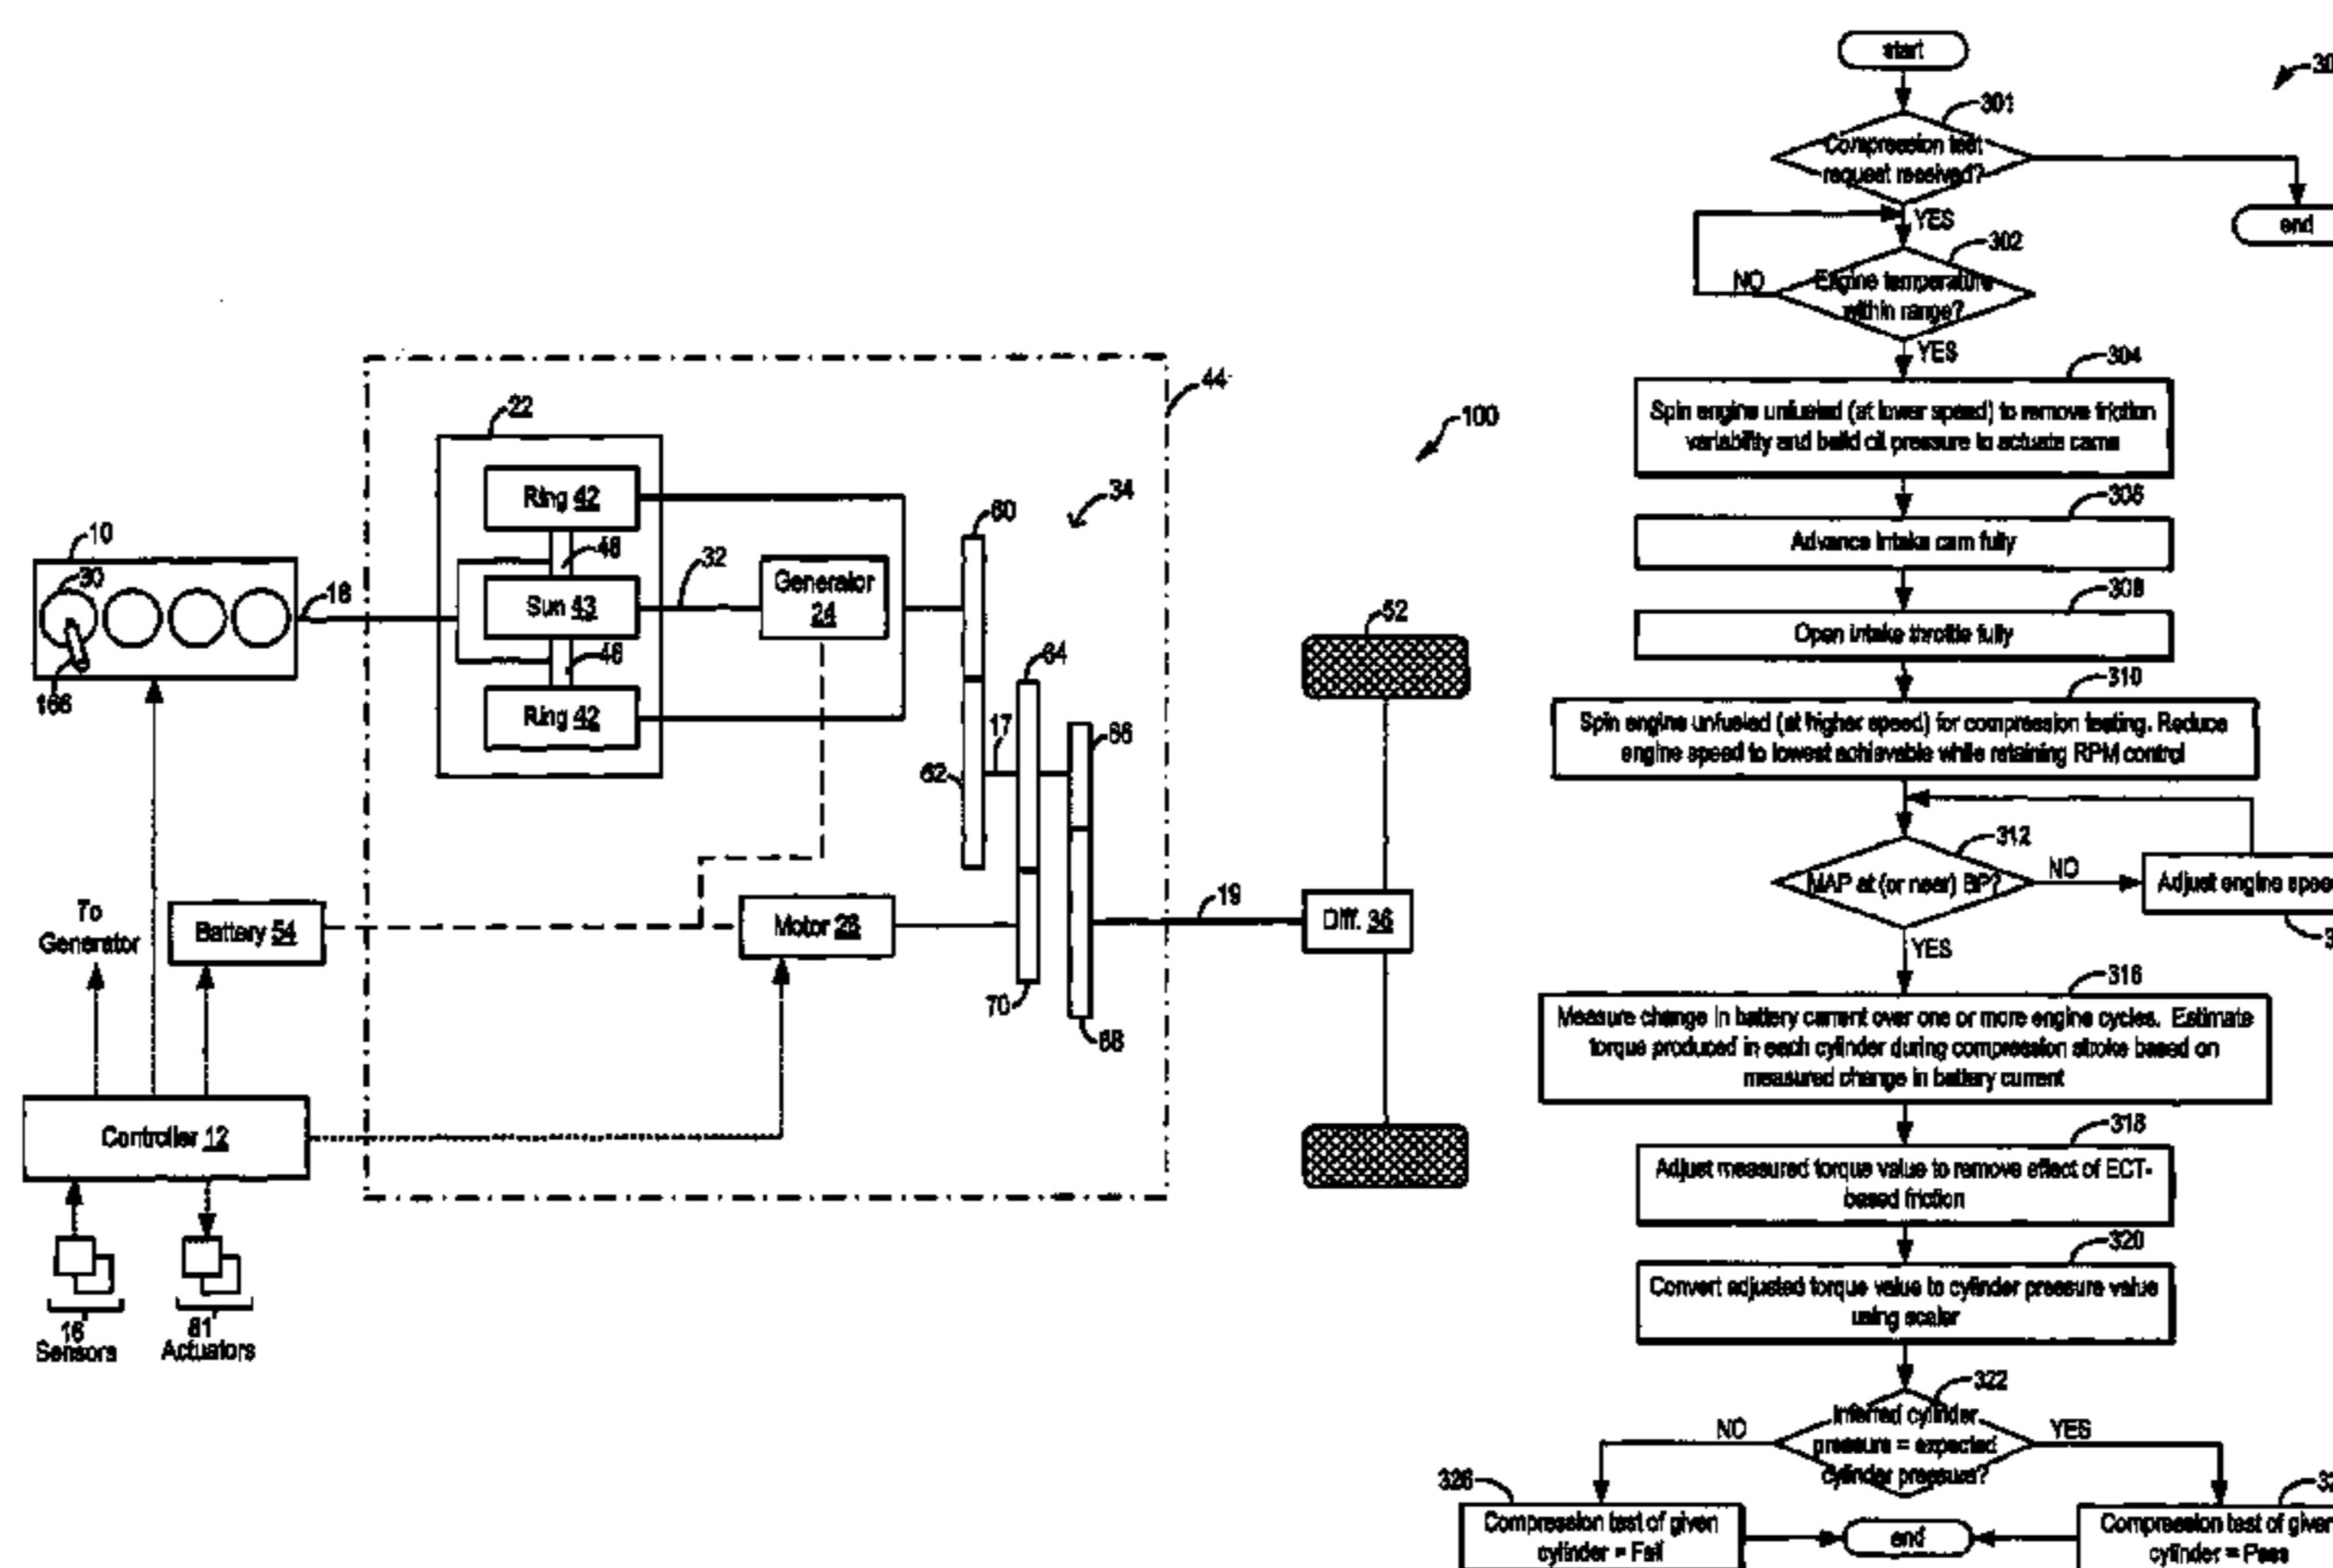 10
30
18
166
22
Ring 42
46
Sun 43
46
Ring 42
32
Generator
24
44
100
34
60
64
17
66
62
52
19
Diff. 36
To
Generator
Battery 54
Motor 26
70
68
Controller 12
16
Sensors
81
Actuators
start
301
Compression test
request received?
end
YES
302
NO
Engine temperature
within range?
YES
304
Spin engine unfueled (at lower speed) to remove friction
variability and build oil pressure to actuate cams
306
Advance intake cam fully
308
Open intake throttle fully
310
Spin engine unfueled (at higher speed) for compression testing. Reduce
engine speed to lowest achievable while retaining RPM control
312
MAP at (or near) BP?
NO
Adjust engine speed
YES
316
Measure change in battery current over one or more engine cycles. Estimate
torque produced in each cylinder during compression stroke based on
measured change in battery current
318
Adjust measured torque value to remove effect of ECT-
based friction
320
Convert adjusted torque value to cylinder pressure value
using scaler
322
Inferred cylinder
pressure = expected
cylinder pressure?
NO
YES
326
Compression test of given
cylinder = Fail
end
Compression test of given
cylinder = Pass